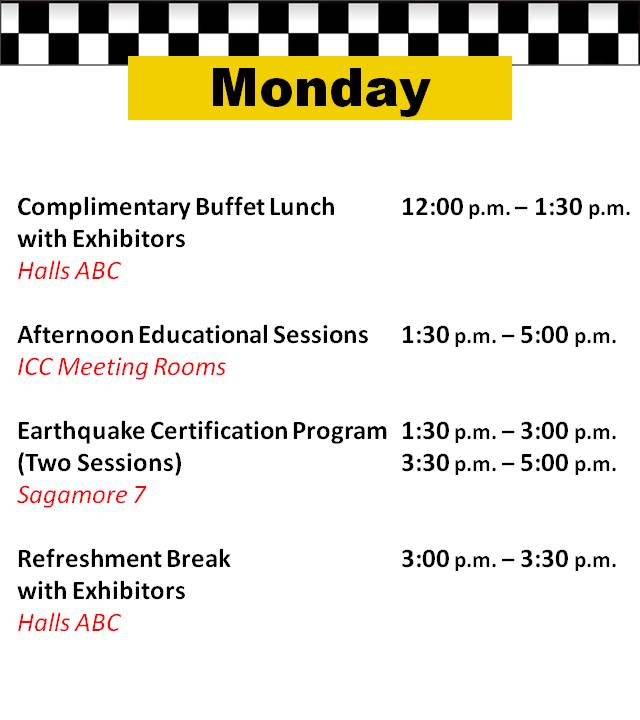 Monday
Complimentary Buffet Lunch 12:00 p.m. – 1:30 p.m.
with Exhibitors
Halls ABC
Afternoon Educational Sessions 1:30 p.m. – 5:00 p.m.
ICC Meeting Rooms
Earthquake Certification Program 1:30 p.m. – 3:00 p.m.
(Two Sessions) 3:30 p.m. – 5:00 p.m.
Sagamore 7
Refreshment Break 3:00 p.m. – 3:30 p.m.
with Exhibitors
Halls ABC